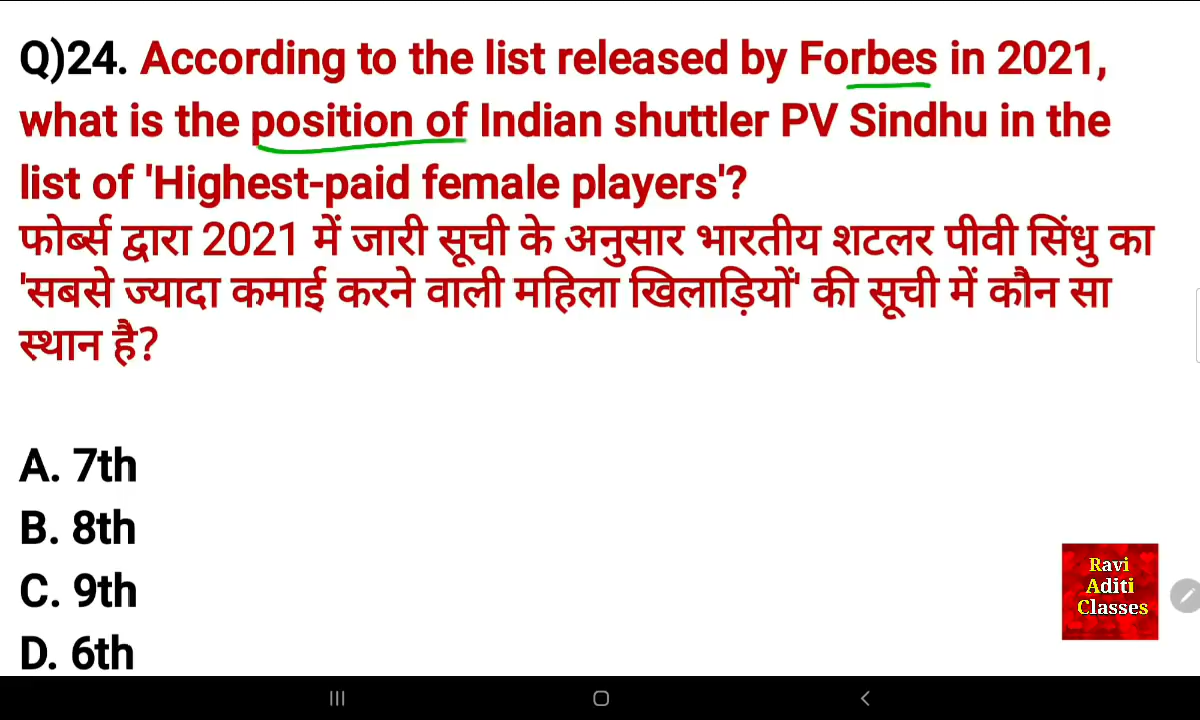 Q)24. According to the list released by Forbes in 2021,
what is the position of Indian shuttler PV Sindhu in the
list of 'Highest-paid female players'?
फोर्ब्स द्वारा 2021 में जारी सूची के अनुसार भारतीय शटलर पीवी सिंधु का
'सबसे ज्यादा कमाई करने वाली महिला खिलाड़ियों' की सूची में कौन सा
स्थान है?
A. 7th
B. 8th
C. 9th
D. 6th
Ravi
Aditi
Classes